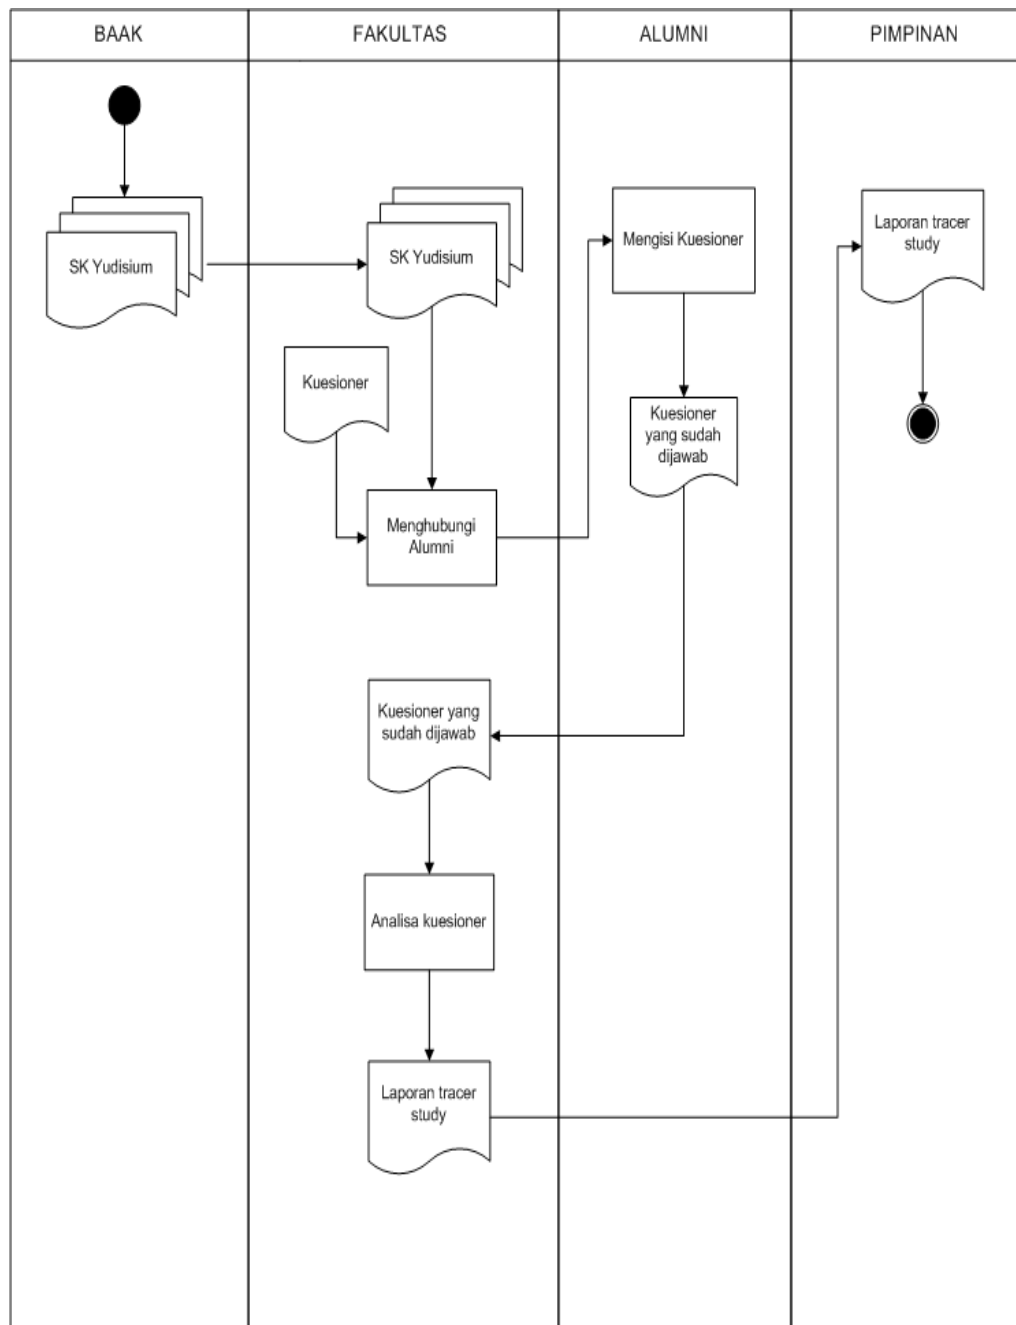 BAAK
FAKULTAS
ALUMNI
PIMPINAN
SK Yudisium
SK Yudisium
Mengisi Kuesioner
Laporan tracer
study
Kuesioner
Kuesioner
yang sudah
dijawab
Menghubungi
Alumni
Kuesioner yang
sudah dijawab
Analisa kuesioner
Laporan tracer
study